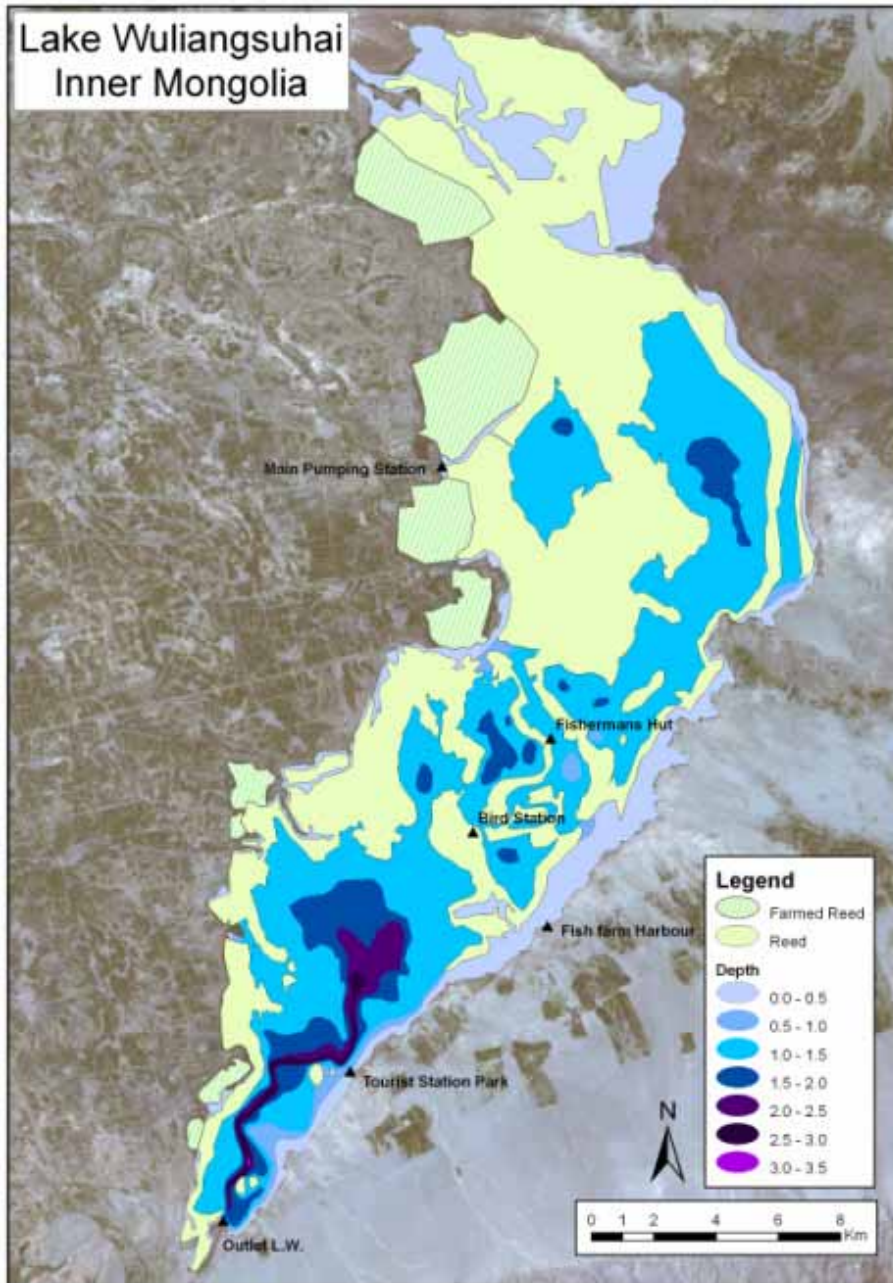 Lake Wuliangsuhai
Inner Mongolia
Main Pumping Station
Fishermans Hut
Bird Station
Fish farm Harbour
Tourist Station Park
Outlet L.W.
Legend
Farmed Reed
Reed
Depth
0.0 - 0.5
0.5 - 1.0
1.0 - 1.5
1.5 - 2.0
2.0 - 2.5
2.5 - 3.0
3.0 - 3.5
N
0 1 2 4 6 8
Km